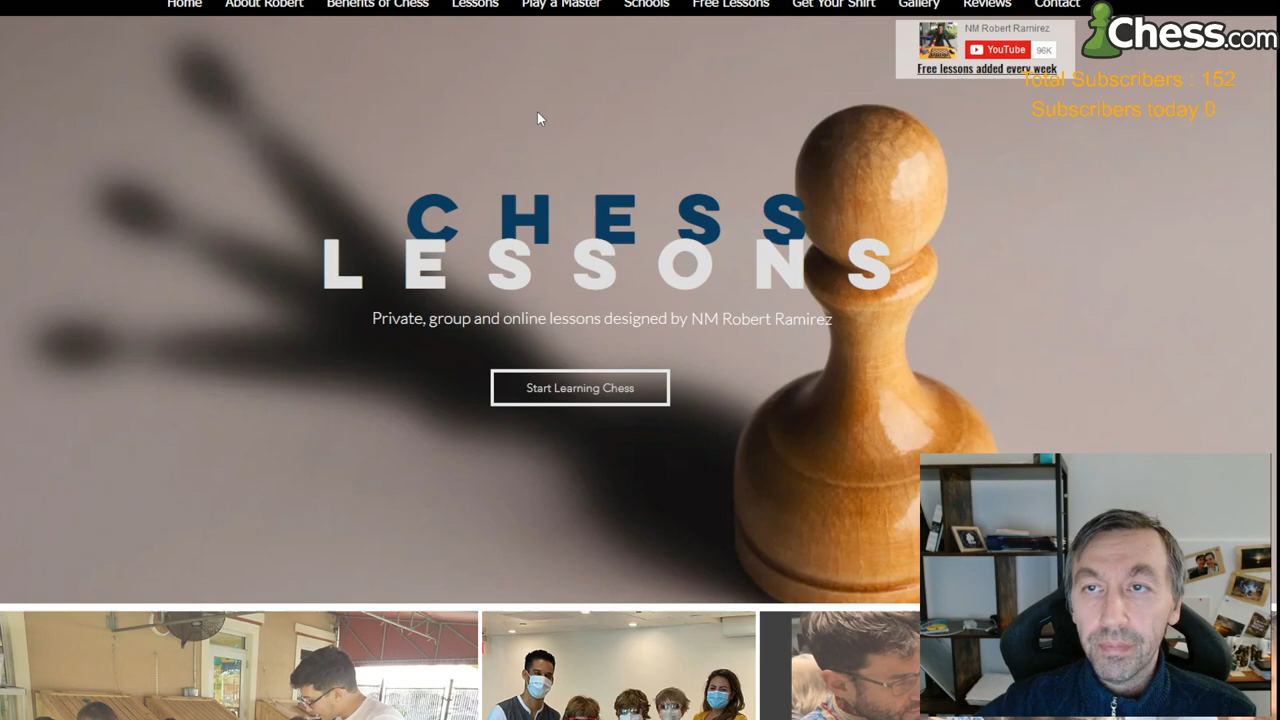 Home About Robert Benefits of Chess Lessons Play a Master Schools Free Lessons Get Your Shirt Gallery Reviews Contact
NM Robert Ramirez
YouTube 96K
Free lessons added every week
Chess.com
Total Subscribers : 152
Subscribers today 0
CHESS
LESSONS
Private, group and online lessons designed by NM Robert Ramirez
Start Learning Chess